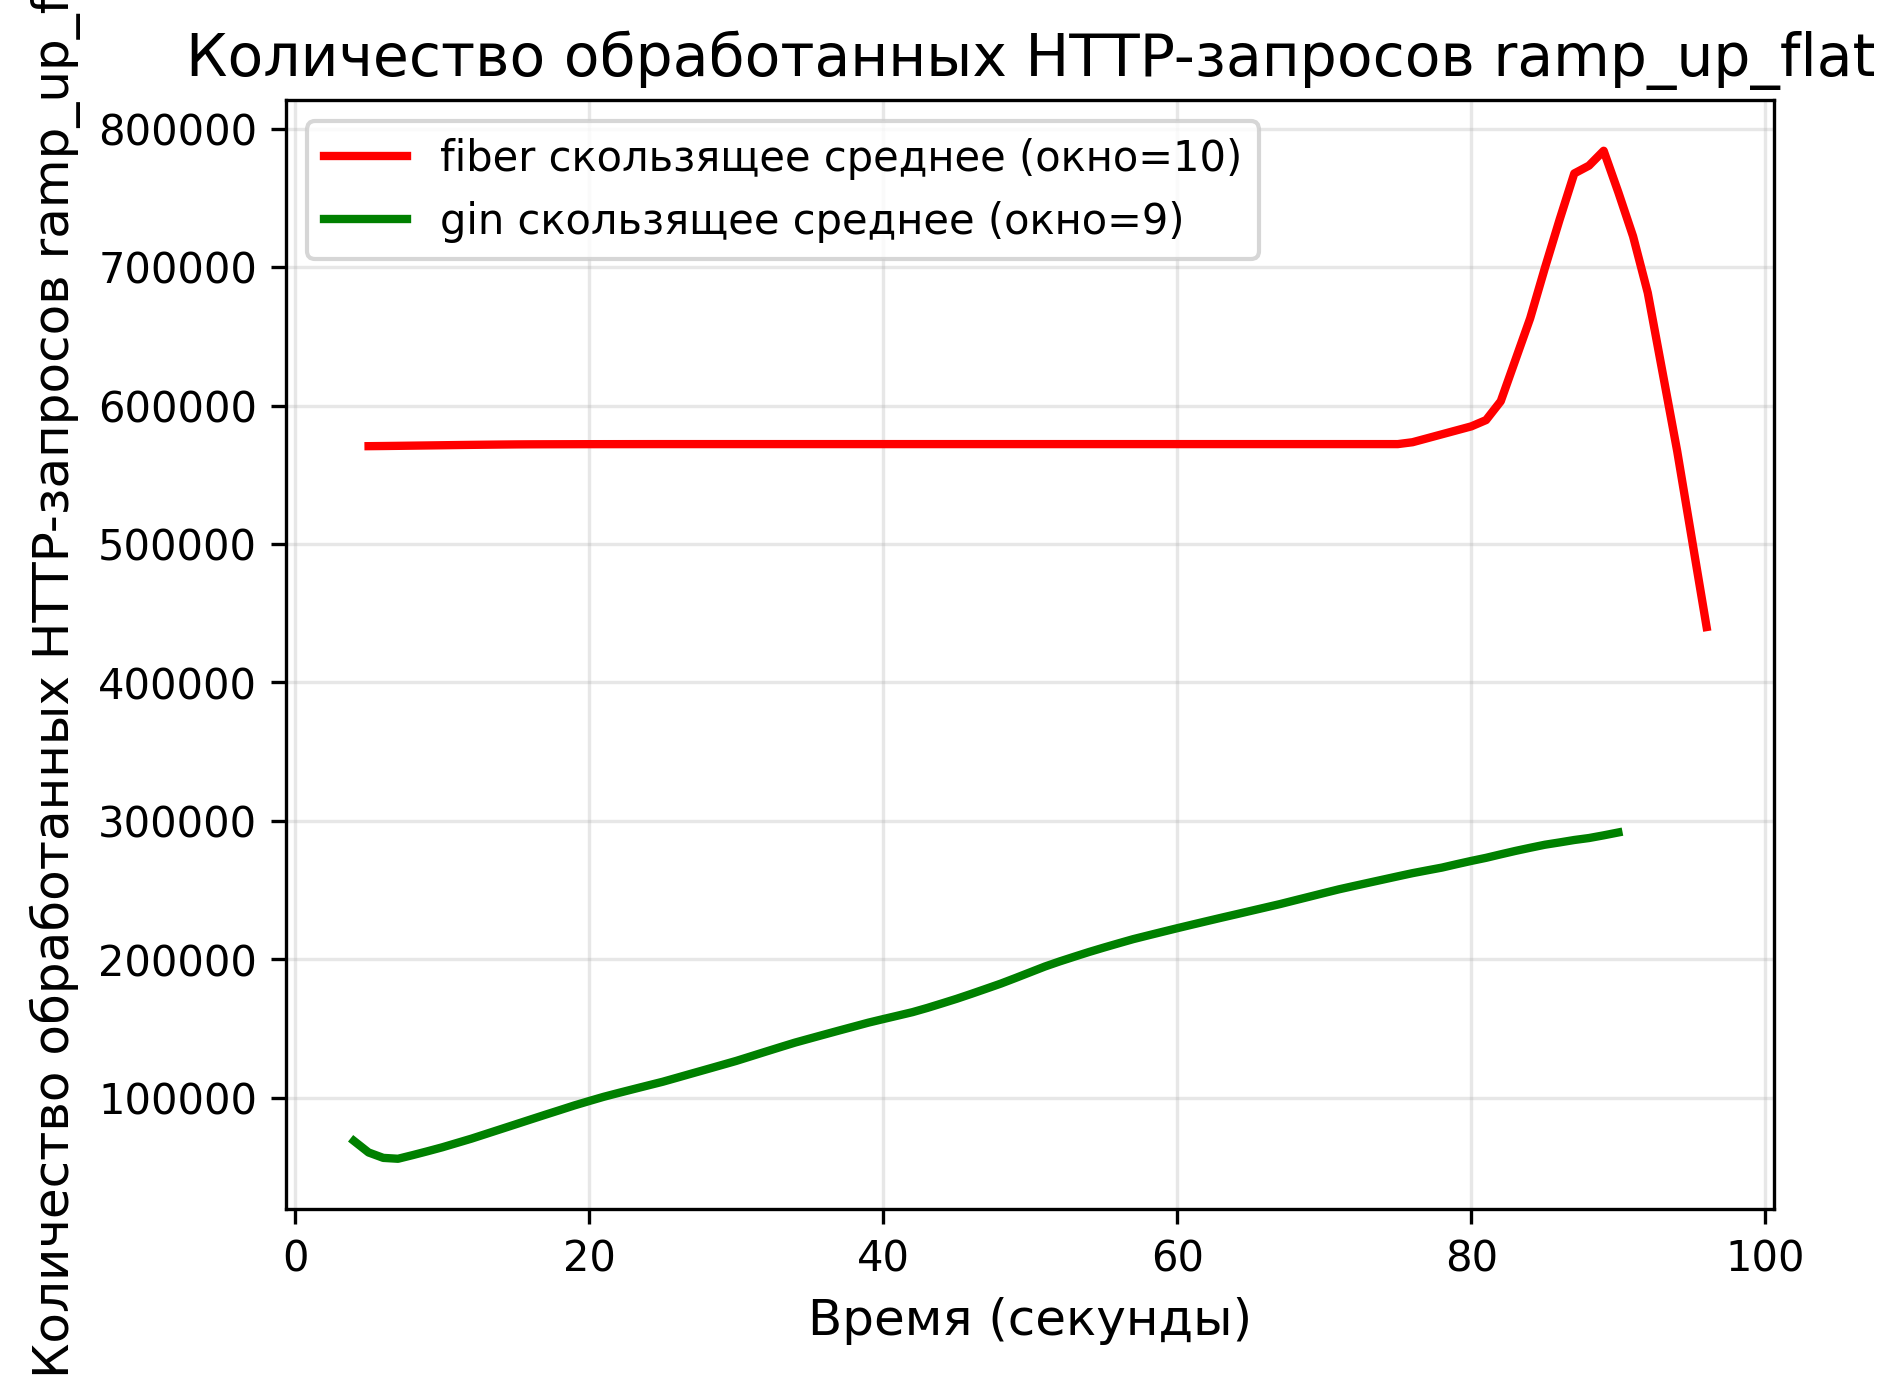 Количество обработанных HTTP-запросов ramp_up_flat
Количество обработанных HTTP-запросов ramp_up_f
fiber скользящее среднее (окно=10)
gin скользящее среднее (окно=9)
800000
700000
600000
500000
400000
300000
200000
100000
0 20 40 60 80 100
Время (секунды)